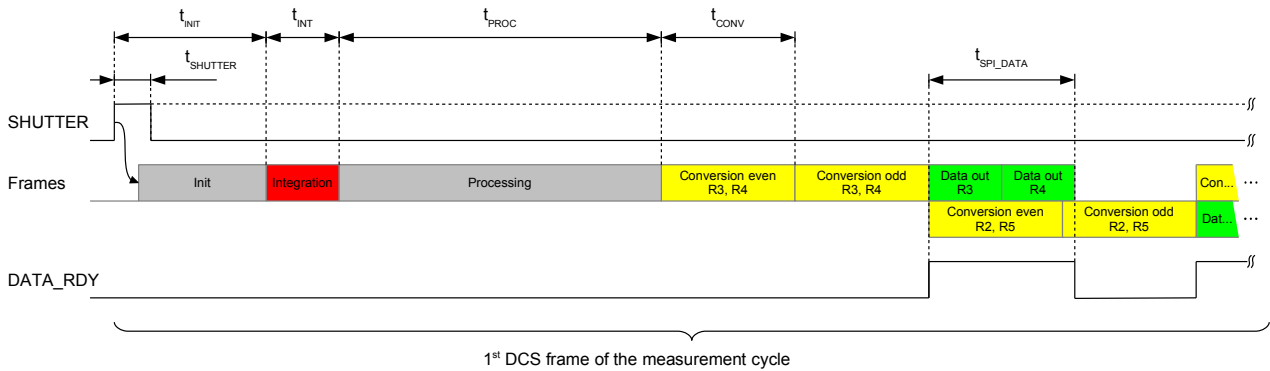 tINIT tINT tPROC tCONV
tSHUTTER tSPI_DATA
SHUTTER
Frames
Init
Integration
Processing
Conversion even
R3, R4
Conversion odd
R3, R4
Data out
R3
Data out
R4
Con...
...
Conversion even
R2, R5
Conversion odd
R2, R5
Dat...
...
DATA_RDY
1st DCS frame of the measurement cycle